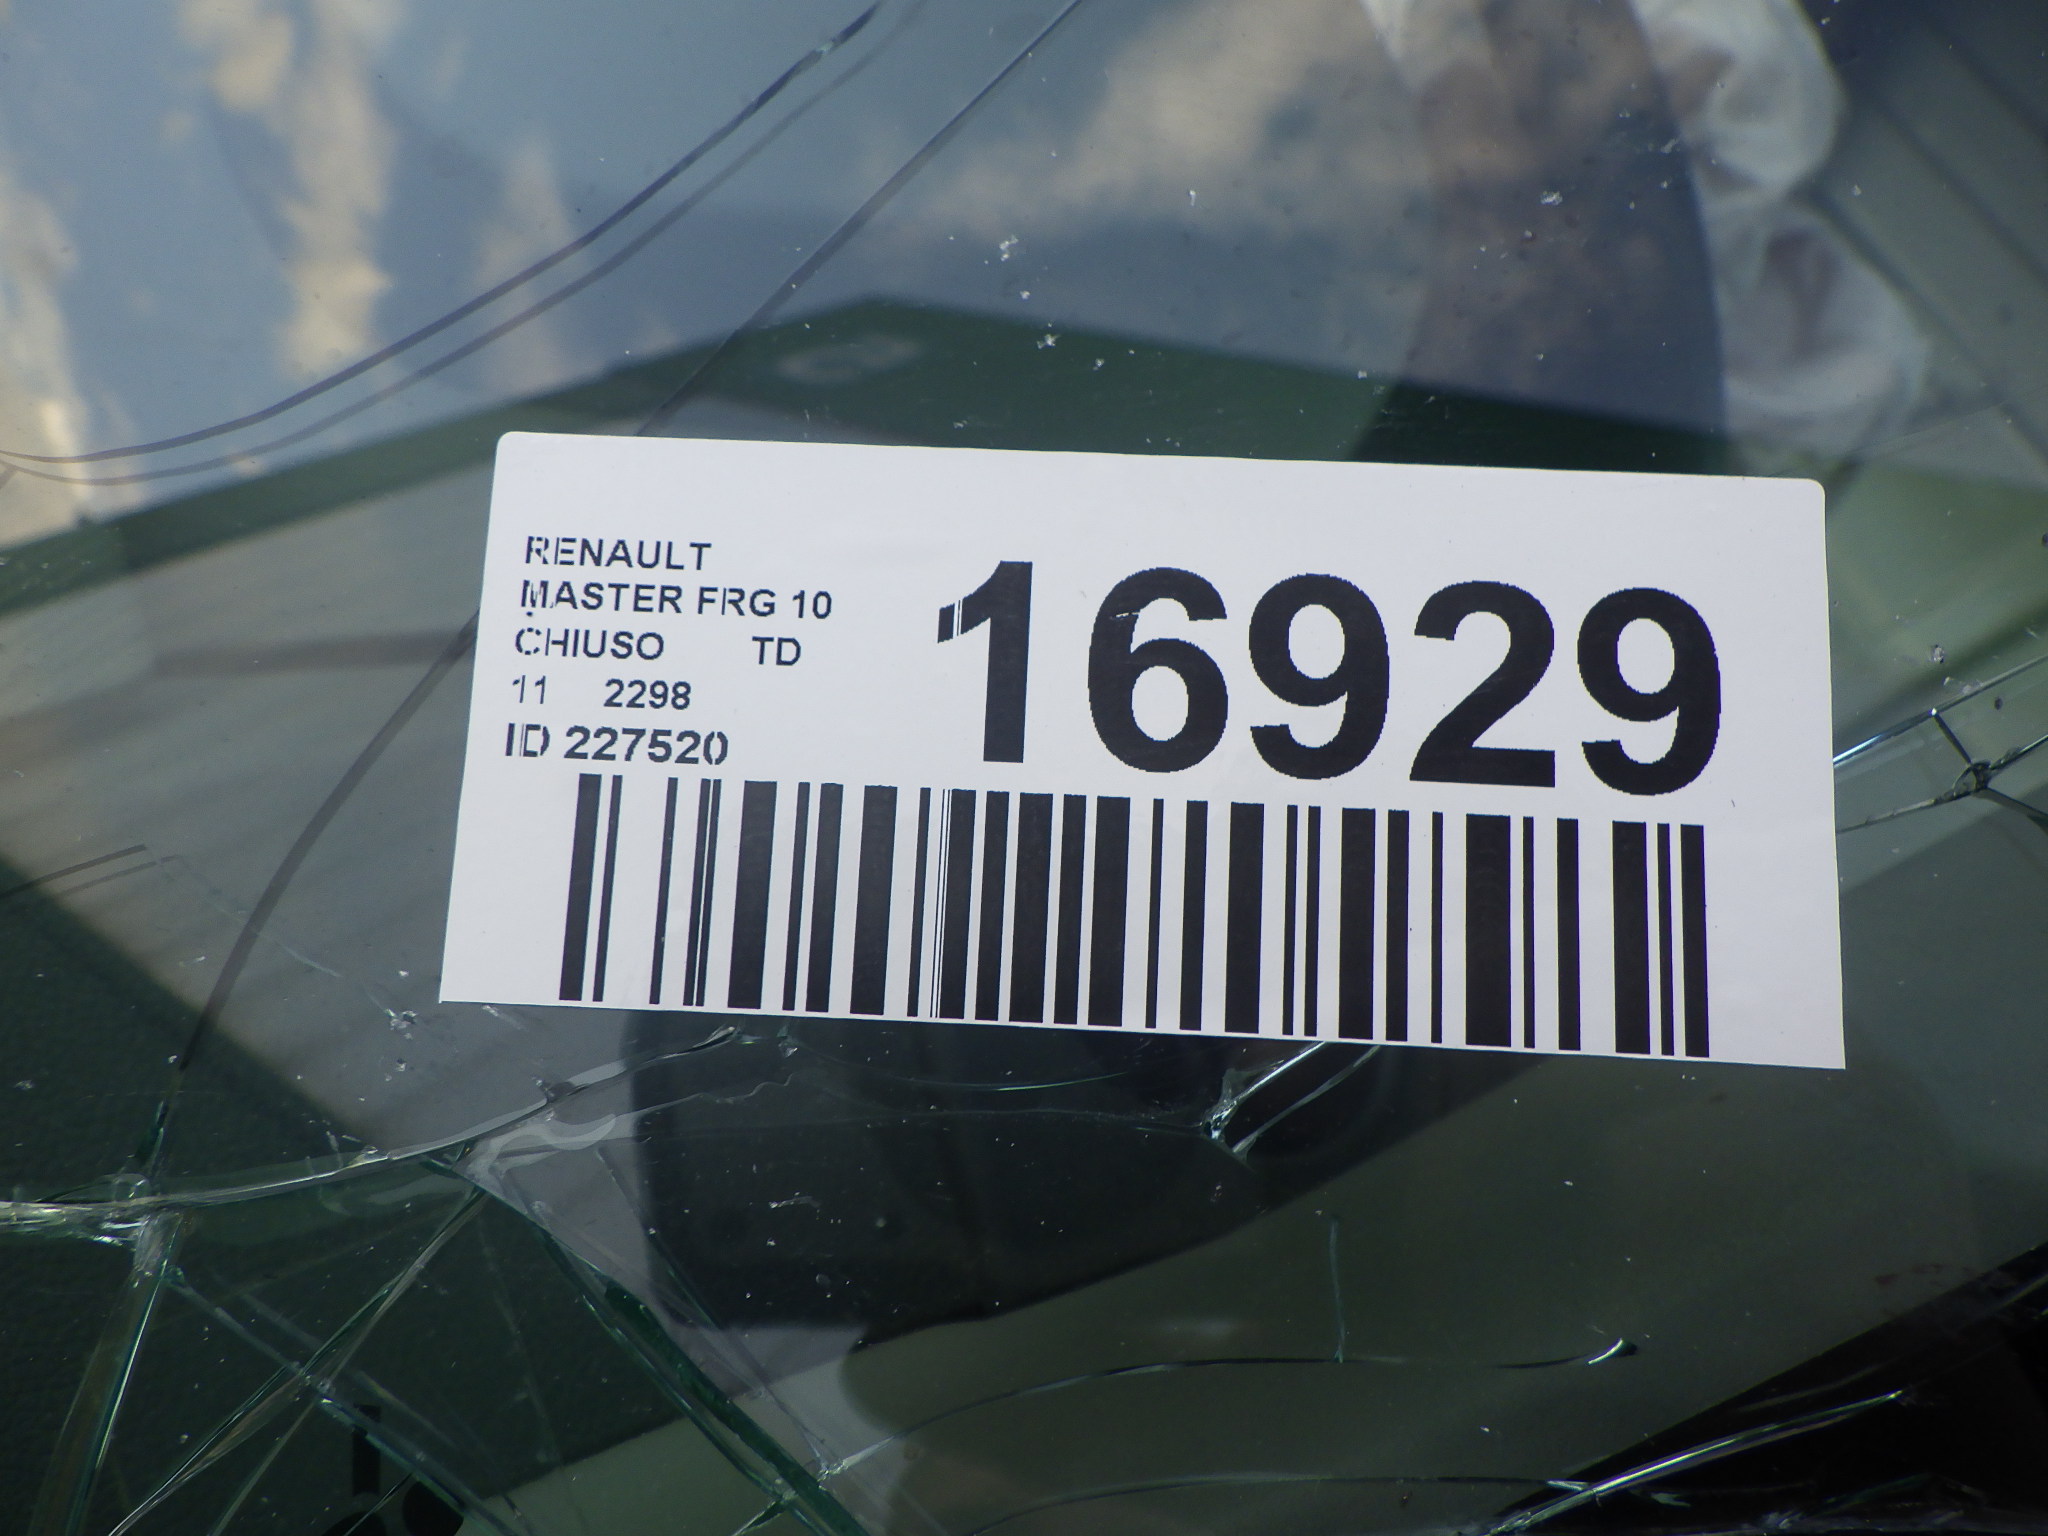 RENAULT
MASTER FRG 10
CHIUSO TD
11 2298
ID 227520
16929